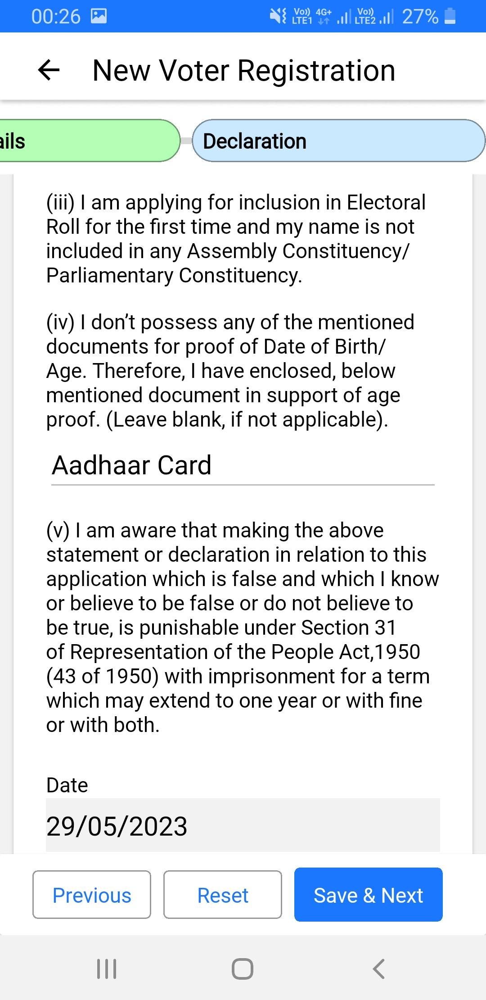 00:26
Vo)) LTE1 4G+ Vo)) LTE2 27%
New Voter Registration
ails
Declaration
(iii) I am applying for inclusion in Electoral
Roll for the first time and my name is not
included in any Assembly Constituency/
Parliamentary Constituency.
(iv) I don’t possess any of the mentioned
documents for proof of Date of Birth/
Age. Therefore, I have enclosed, below
mentioned document in support of age
proof. (Leave blank, if not applicable).
Aadhaar Card
(v) I am aware that making the above
statement or declaration in relation to this
application which is false and which I know
or believe to be false or do not believe to
be true, is punishable under Section 31
of Representation of the People Act,1950
(43 of 1950) with imprisonment for a term
which may extend to one year or with fine
or with both.
Date
29/05/2023
Previous
Reset
Save & Next